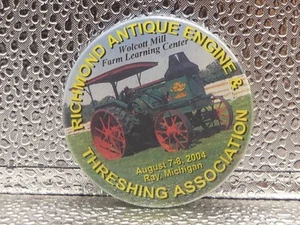 RICHMOND ANTIQUE ENGINE &
Wolcott Mill
Farm Learning Center
August 7-8, 2004
Ray, Michigan
THRESHING ASSOCIATION